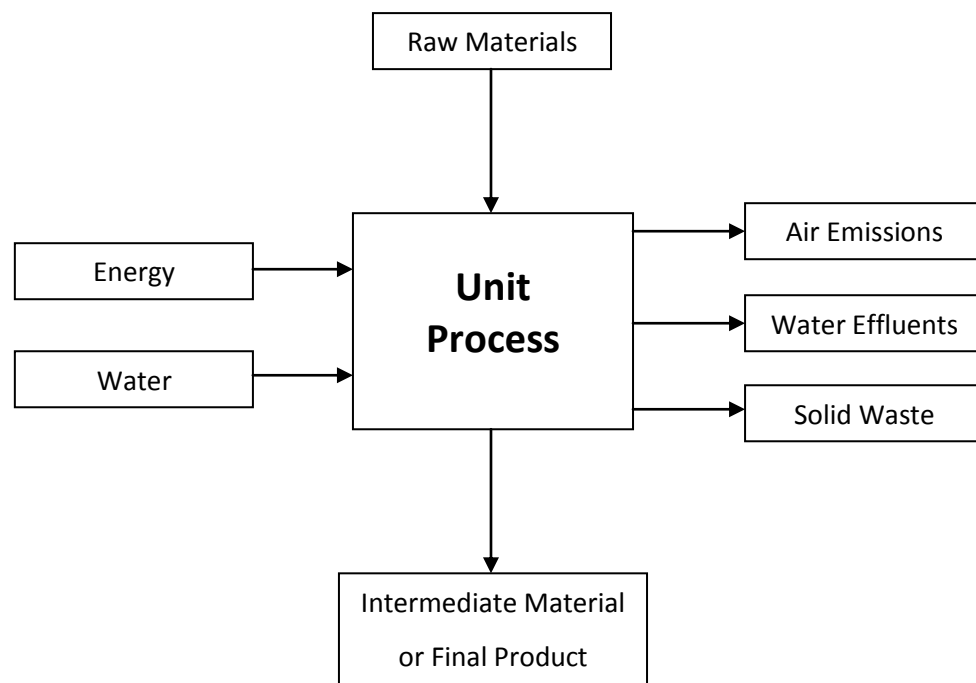 Raw Materials
Energy
Water
Unit
Process
Air Emissions
Water Effluents
Solid Waste
Intermediate Material
or Final Product